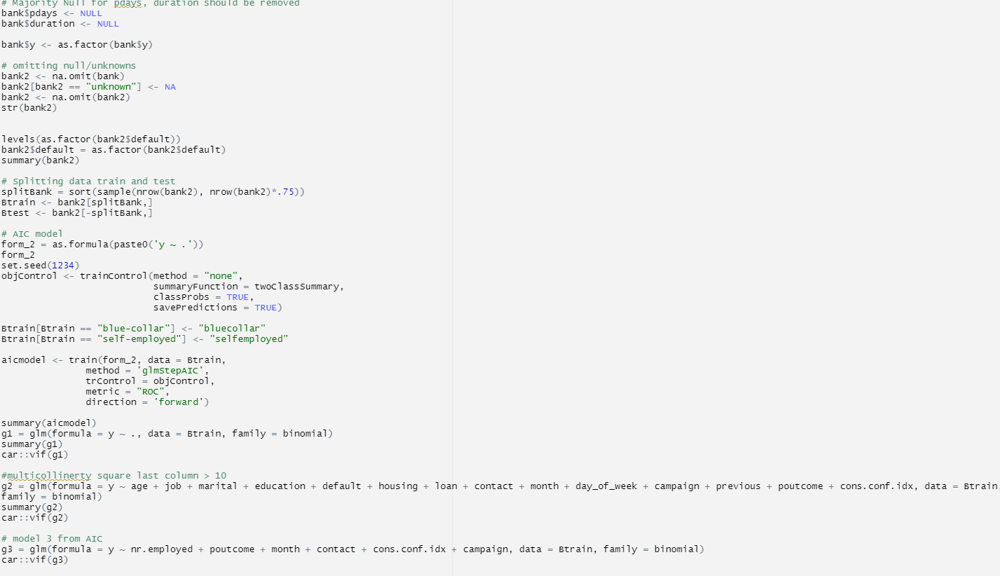 # Majority Null for pdays, duration should be removed
bank$pdays <- NULL
bank$duration <- NULL
bank$y <- as.factor(bank$y)
# omitting null/unknowns
bank2 <- na.omit(bank)
bank2[bank2 == "unknown"] <- NA
bank2 <- na.omit(bank2)
str(bank2)
levels(as.factor(bank2$default))
bank2$default = as.factor(bank2$default)
summary(bank2)
# Splitting data train and test
splitBank = sort(sample(nrow(bank2), nrow(bank2)*.75))
Btrain <- bank2[splitBank,]
Btest <- bank2[-splitBank,]
# AIC model
form_2 = as.formula(paste0('y ~ .'))
form_2
set.seed(1234)
objControl <- trainControl(method = "none",
summaryFunction = twoClassSummary,
classProbs = TRUE,
savePredictions = TRUE)
Btrain[Btrain == "blue-collar"] <- "bluecollar"
Btrain[Btrain == "self-employed"] <- "selfemployed"
aicmodel <- train(form_2, data = Btrain,
method = 'glmStepAIC',
trControl = objControl,
metric = "ROC",
direction = 'forward')
summary(aicmodel)
g1 = glm(formula = y ~ ., data = Btrain, family = binomial)
summary(g1)
car::vif(g1)
#multicollinerty square last column > 10
g2 = glm(formula = y ~ age + job + marital + education + default + housing + loan + contact + month + day_of_week + campaign + previous + poutcome + cons.conf.idx, data = Btrain,
family = binomial)
summary(g2)
car::vif(g2)
# model 3 from AIC
g3 = glm(formula = y ~ nr.employed + poutcome + month + contact + cons.conf.idx + campaign, data = Btrain, family = binomial)
car::vif(g3)